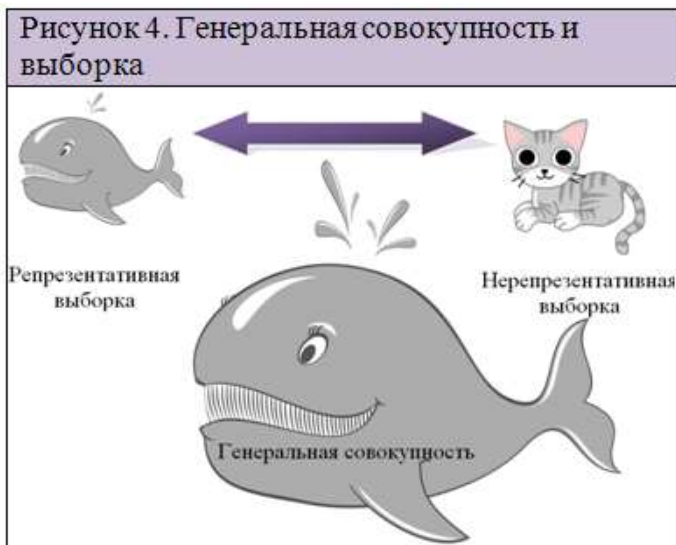 Рисунок 4. Генеральная совокупность и
выборка
Репрезентативная
выборка
Нерепрезентативная
выборка
Генеральная совокупность